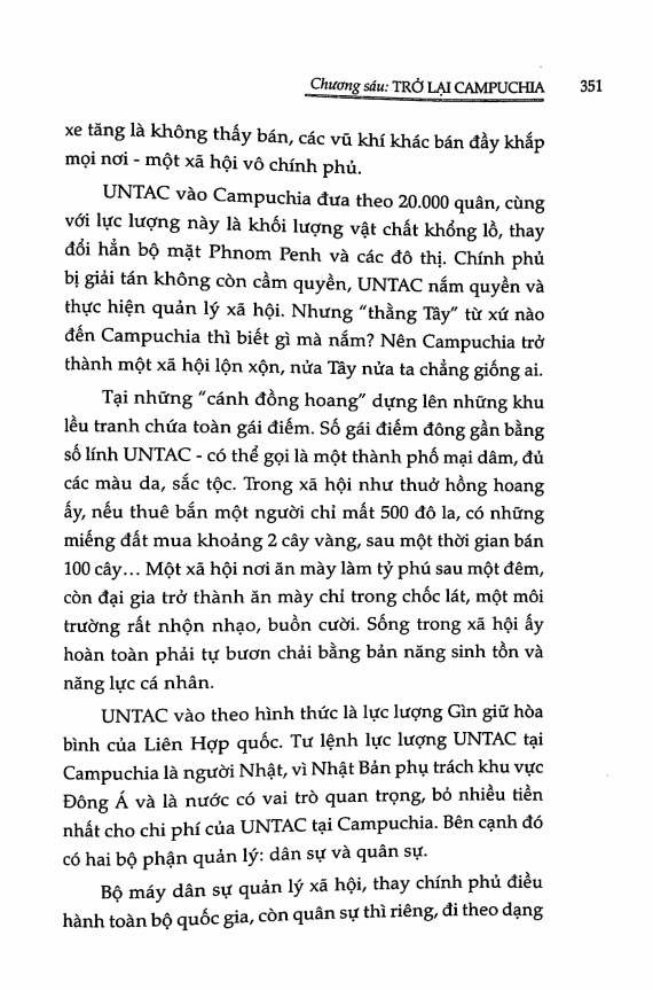 Chương sáu: TRỞ LẠI CAMPUCHIA 351
xe tăng là không thấy bán, các vũ khí khác bán đầy khắp
mọi nơi - một xã hội vô chính phủ.
UNTAC vào Campuchia đưa theo 20.000 quân, cùng
với lực lượng này là khối lượng vật chất khổng lồ, thay
đổi hẳn bộ mặt Phnom Penh và các đô thị. Chính phủ
bị giải tán không còn cầm quyền, UNTAC nắm quyền và
thực hiện quản lý xã hội. Nhưng "thằng Tây" từ xứ nào
đến Campuchia thì biết gì mà nắm? Nên Campuchia trở
thành một xã hội lộn xộn, nửa Tây nửa ta chẳng giống ai.
Tại những "cánh đồng hoang" dựng lên những khu
lều tranh chứa toàn gái điếm. Số gái điếm đông gần bằng
số lính UNTAC - có thể gọi là một thành phố mại dâm, đủ
các màu da, sắc tộc. Trong xã hội như thuở hồng hoang
ấy, nếu thuê bắn một người chỉ mất 500 đô la, có những
miếng đất mua khoảng 2 cây vàng, sau một thời gian bán
100 cây... Một xã hội nơi ăn mày làm tỷ phú sau một đêm,
còn đại gia trở thành ăn mày chỉ trong chốc lát, một môi
trường rất nhộn nhạo, buồn cười. Sống trong xã hội ấy
hoàn toàn phải tự bươn chải bằng bản năng sinh tồn và
năng lực cá nhân.
UNTAC vào theo hình thức là lực lượng Gìn giữ hòa
bình của Liên Hợp quốc. Tư lệnh lực lượng UNTAC tại
Campuchia là người Nhật, vì Nhật Bản phụ trách khu vực
Đông Á và là nước có vai trò quan trọng, bỏ nhiều tiền
nhất cho chi phí của UNTAC tại Campuchia. Bên cạnh đó
có hai bộ phận quản lý: dân sự và quân sự.
Bộ máy dân sự quản lý xã hội, thay chính phủ điều
hành toàn bộ quốc gia, còn quân sự thì riêng, đi theo dạng